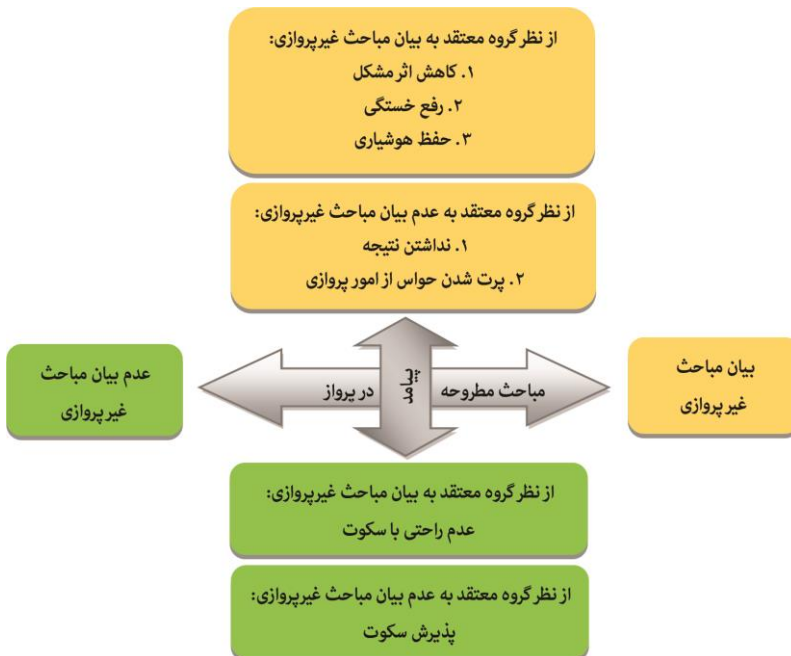 از نظر گروه معتقد به بیان مباحث غیرپروازی:
۱. کاهش اثر مشکل
۲. رفع خستگی
۳. حفظ هوشیاری
از نظر گروه معتقد به عدم بیان مباحث غیرپروازی:
۱. نداشتن نتیجه
۲. پرت شدن حواس از امور پروازی
بیان مباحث
غیر پروازی
مباحث مطروحه
پیامد
در پرواز
عدم بیان مباحث
غیرپروازی
از نظر گروه معتقد به بیان مباحث غیرپروازی:
عدم راحتی با سکوت
از نظر گروه معتقد به عدم بیان مباحث غیرپروازی:
پذیرش سکوت